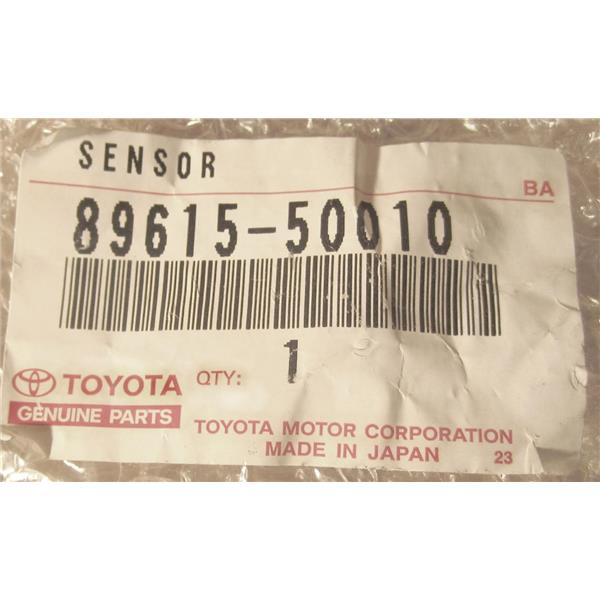 SENSOR
BA
89615-50010
QTY: 1
TOYOTA
GENUINE PARTS
TOYOTA MOTOR CORPORATION
MADE IN JAPAN 23